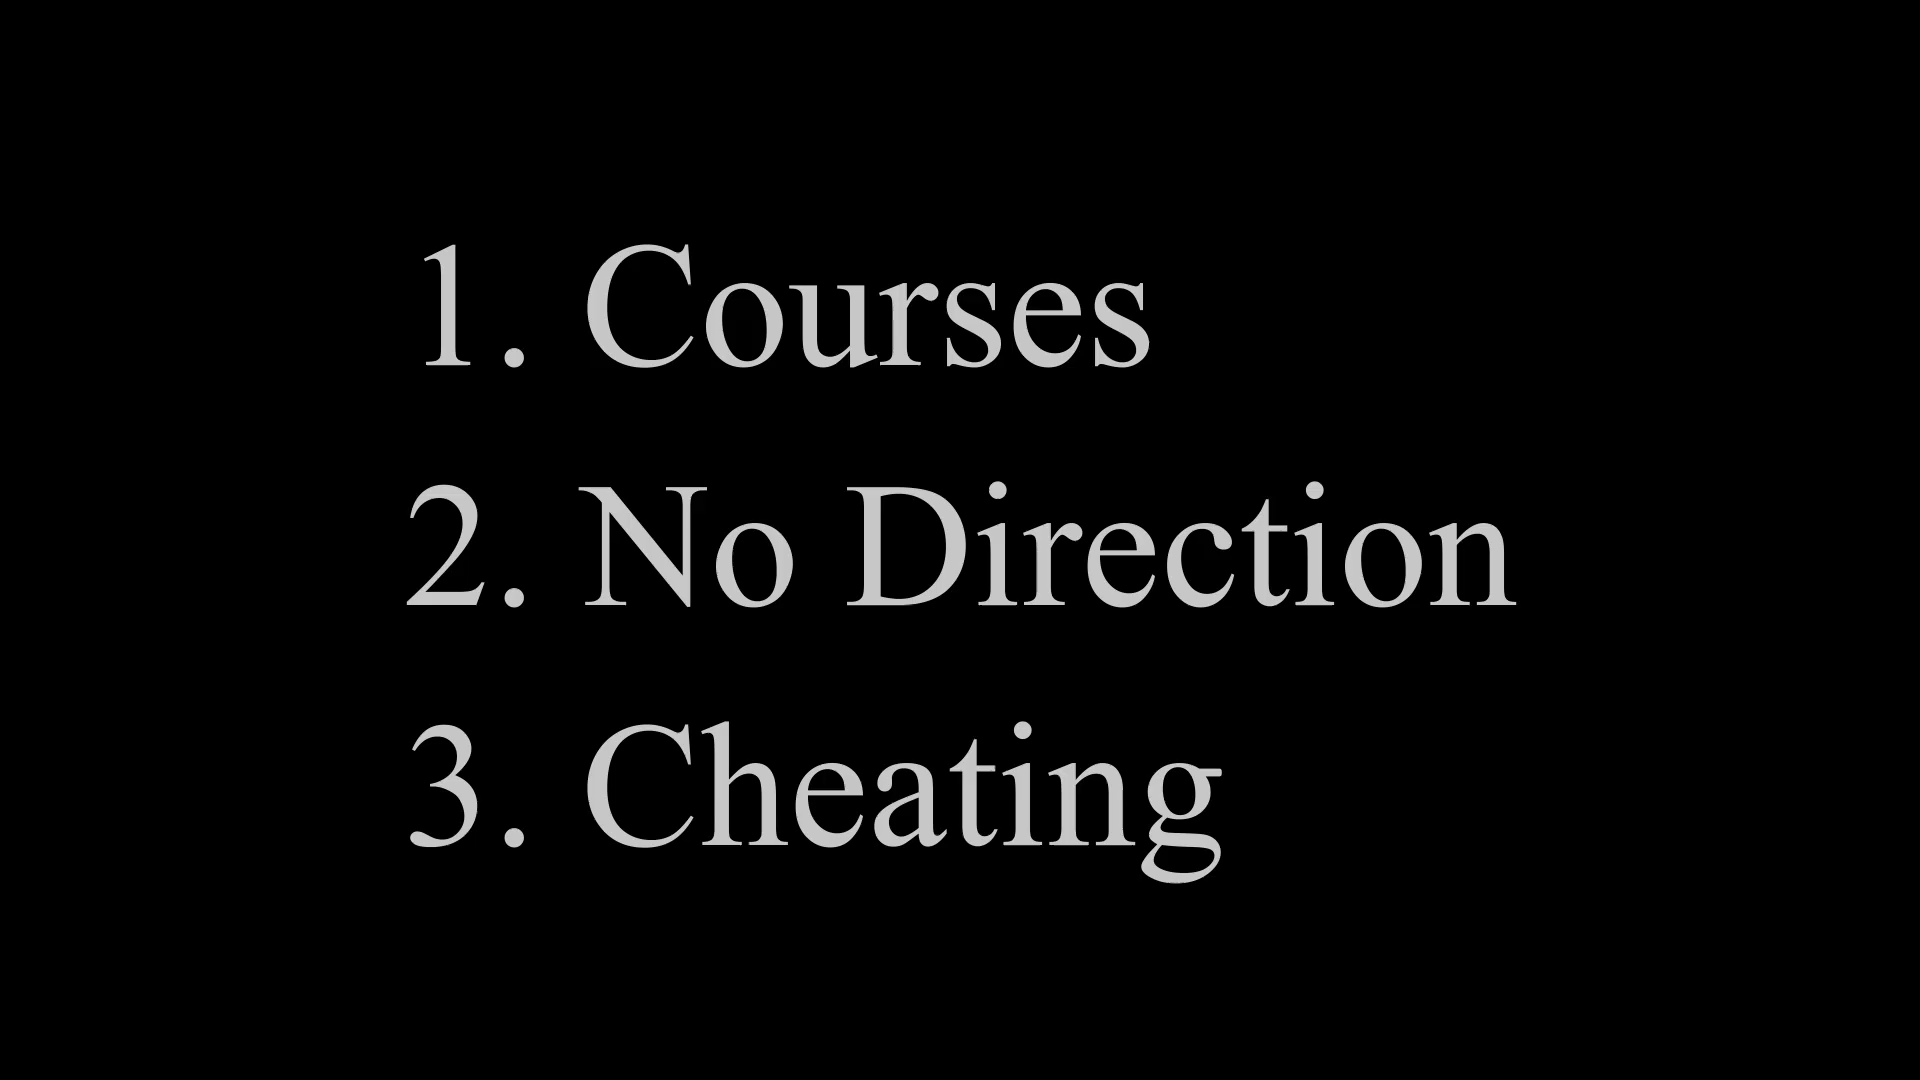 1. Courses
2. No Direction
3. Cheating